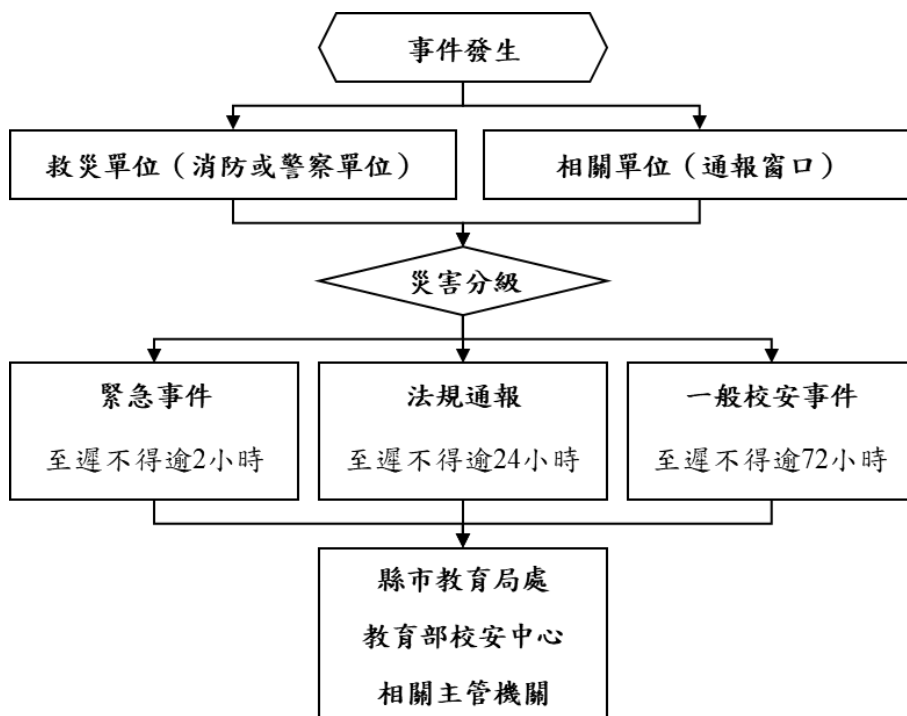 事件發生
救災單位（消防或警察單位）
相關單位（通報窗口）
災害分級
緊急事件
至遲不得逾2小時
法規通報
至遲不得逾24小時
一般校安事件
至遲不得逾72小時
縣市教育局處
教育部校安中心
相關主管機關